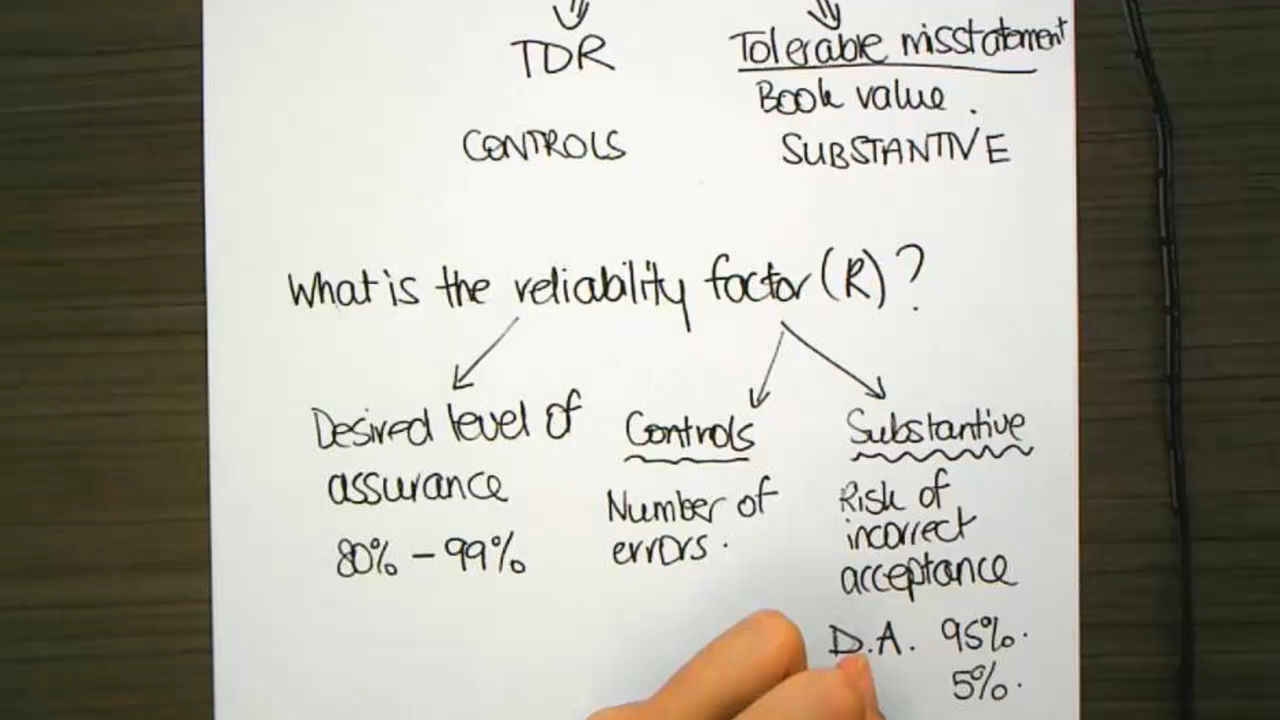 TDR
CONTROLS
Tolerable misstatement
Book value.
SUBSTANTIVE
What is the reliability factor (R)?
Desired level of
assurance
80% – 99%
Controls
Number of
errors.
Substantive
Risk of
incorrect
acceptance
D.A. 95%.
5%.